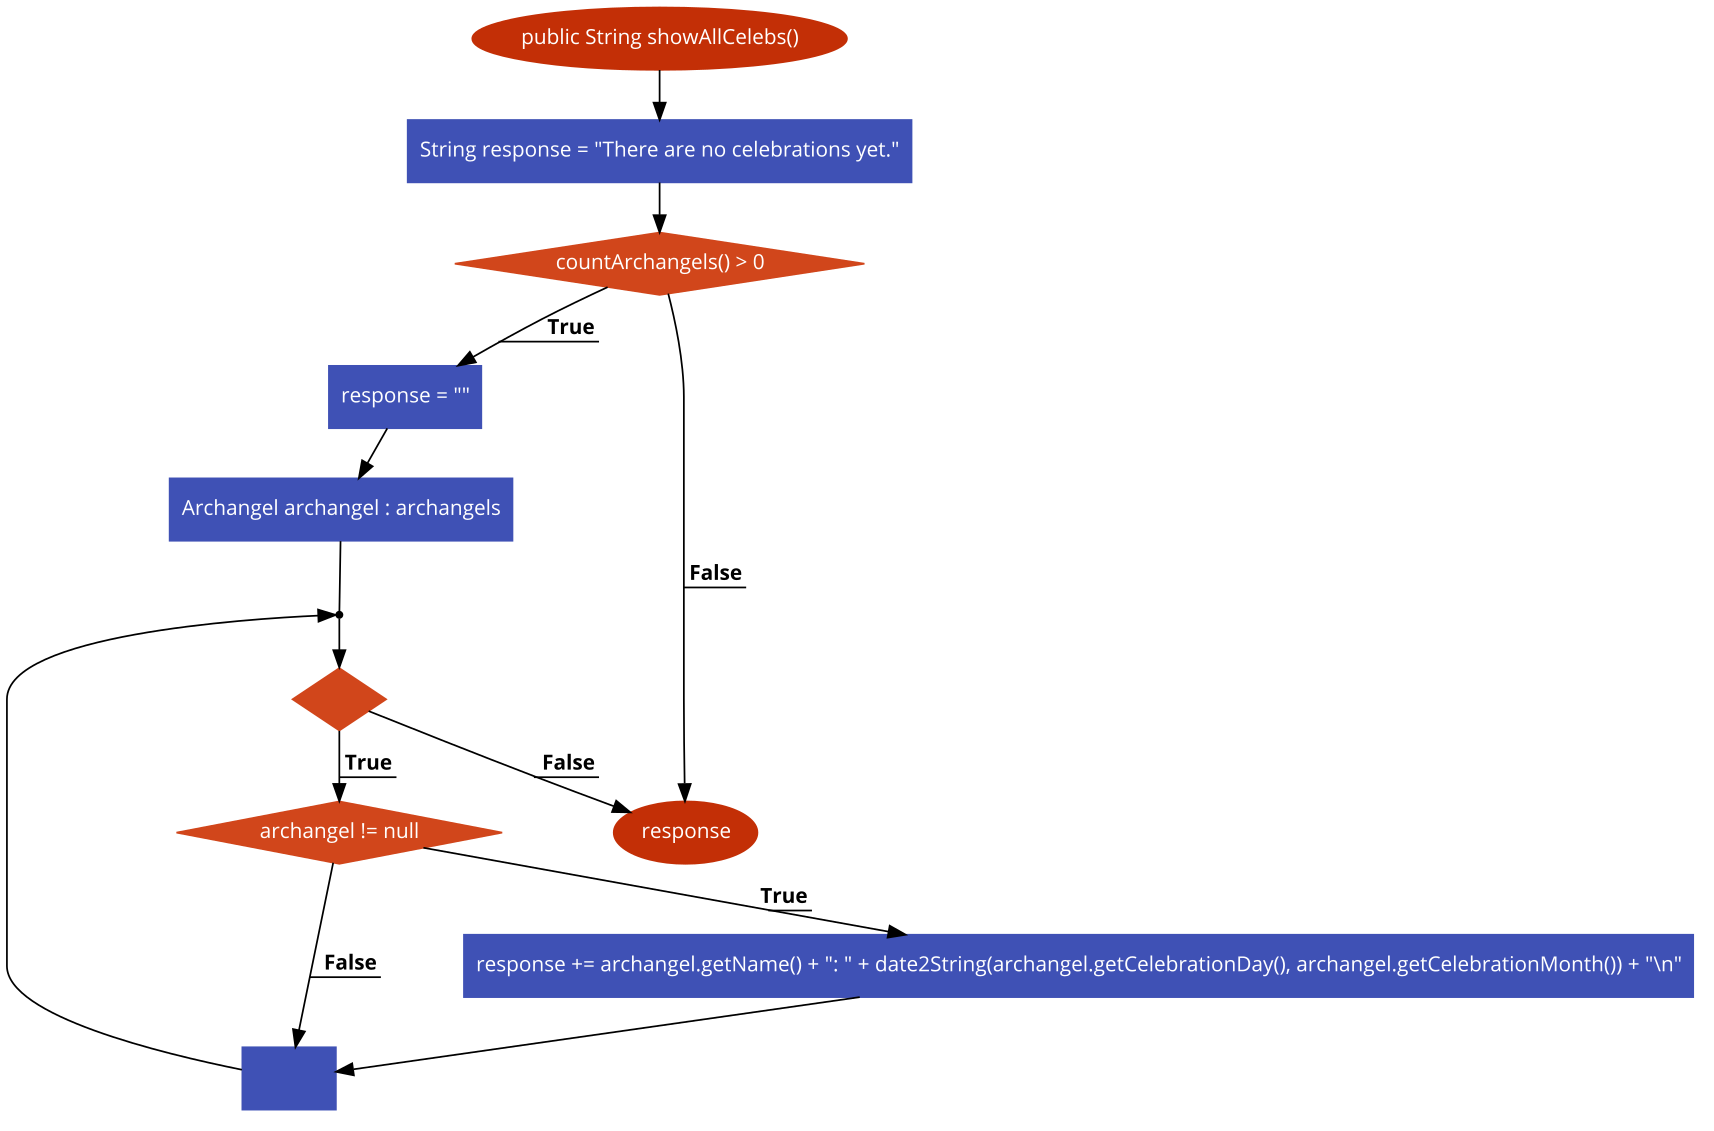 public String showAllCelebs()
String response = "There are no celebrations yet."
countArchangels() > 0
True
response = ""
Archangel archangel : archangels
False
True
False
archangel != null
response
True
False
response += archangel.getName() + ": " + date2String(archangel.getCelebrationDay(), archangel.getCelebrationMonth()) + "\n"